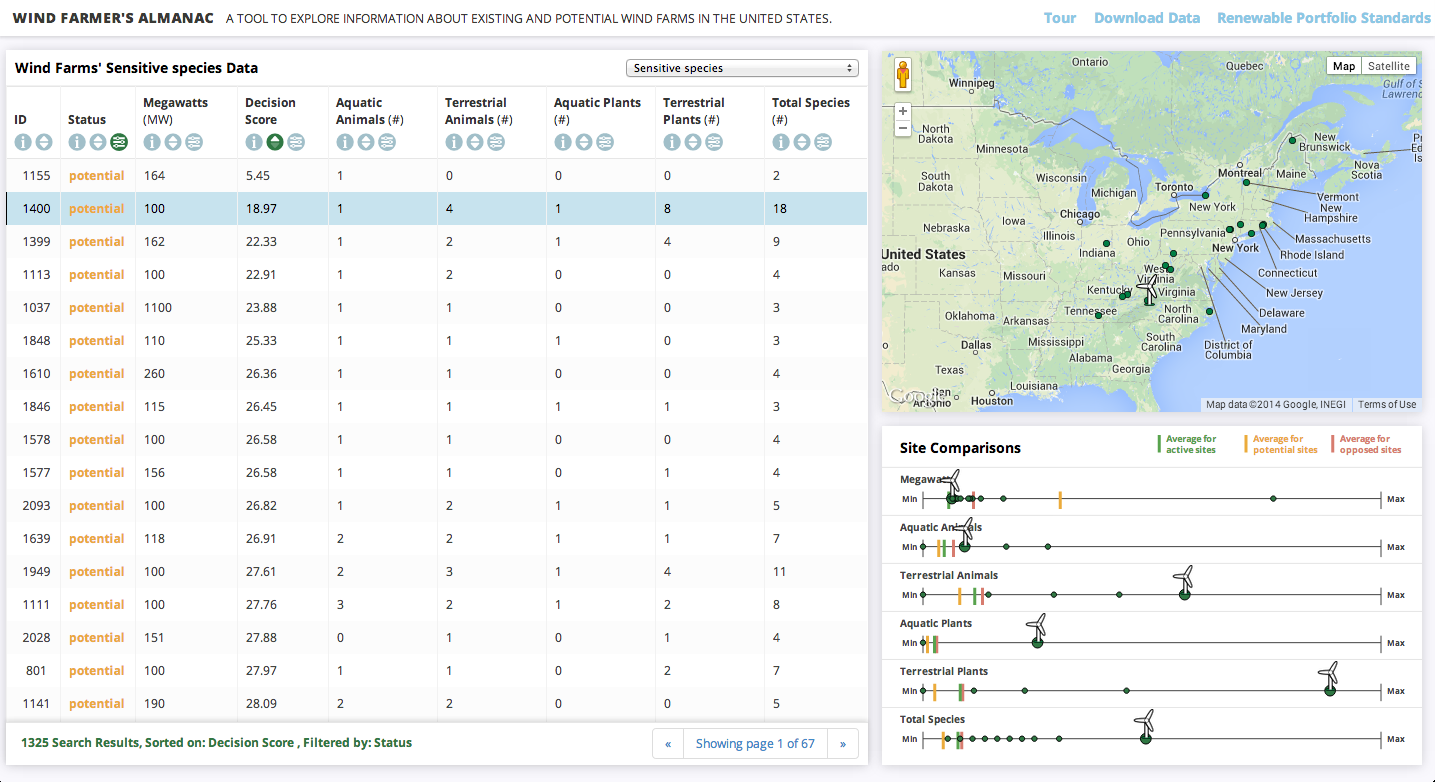 WIND FARMER'S ALMANAC A TOOL TO EXPLORE INFORMATION ABOUT EXISTING AND POTENTIAL WIND FARMS IN THE UNITED STATES. Tour Download Data Renewable Portfolio Standards
Wind Farms' Sensitive species Data Sensitive species
ID Status Megawatts (MW) Decision Score Aquatic Animals (#) Terrestrial Animals (#) Aquatic Plants (#) Terrestrial Plants (#) Total Species (#)
1155 potential 164 5.45 1 0 0 0 2
1400 potential 100 18.97 1 4 1 8 18
1399 potential 162 22.33 1 2 1 4 9
1113 potential 100 22.91 1 2 0 0 4
1037 potential 1100 23.88 1 1 0 0 3
1848 potential 110 25.33 1 1 1 0 3
1610 potential 260 26.36 1 1 0 0 4
1846 potential 115 26.45 1 1 1 1 3
1578 potential 100 26.58 1 1 0 0 4
1577 potential 156 26.58 1 1 0 1 4
2093 potential 100 26.82 1 2 1 1 5
1639 potential 118 26.91 2 2 1 1 7
1949 potential 100 27.61 2 3 1 4 11
1111 potential 100 27.76 3 2 1 2 8
2028 potential 151 27.88 0 1 0 1 4
801 potential 100 27.97 1 1 0 2 7
1141 potential 190 28.09 2 2 0 0 5
1325 Search Results, Sorted on: Decision Score , Filtered by: Status « Showing page 1 of 67 »
Map Satellite
Ontario
Quebec
Winnipeg
Gulf of S
Lawrenc
North Dakota
Minnesota
New Brunswick
Nova Scotia
Montreal
Maine
South Dakota
Wisconsin
Michigan
Toronto
Vermont
New Hampshire
New York
Iowa
Chicago
Nebraska
Illinois
Ohio
Pennsylvania
Massachusetts
New York
Rhode Island
United States
Indiana
Connecticut
ado
Kansas
Missouri
West Virginia
Kentucky
Virginia
New Jersey
Delaware
Maryland
Oklahoma
Arkansas
Tennessee
North Carolina
District of Columbia
Dallas
Mississippi
South Carolina
Alabama
Texas
Georgia
Louisiana
Houston
Google
Map data ©2014 Google, INEGI Terms of Use
Site Comparisons
Average for active sites
Average for potential sites
Average for opposed sites
Min Max
Aquatic Animals
Min Max
Terrestrial Animals
Min Max
Aquatic Plants
Min Max
Terrestrial Plants
Min Max
Total Species
Min Max